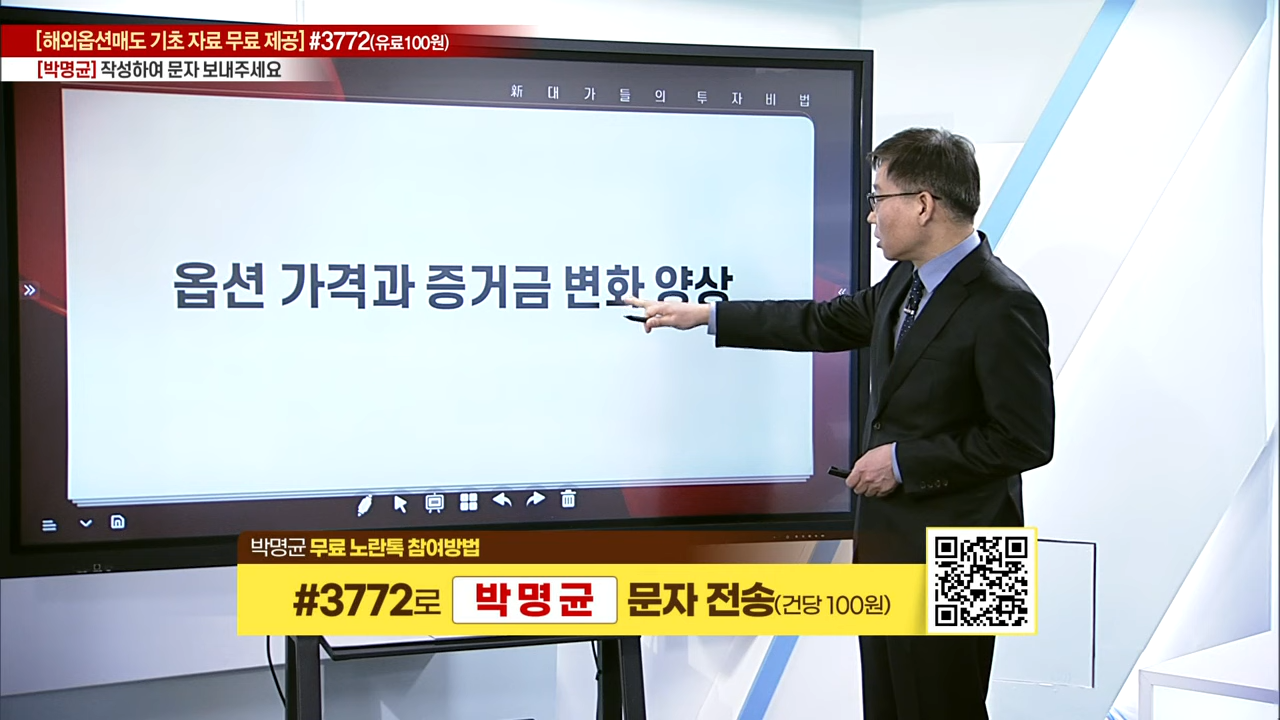 [해외옵션매도 기초 자료 무료 제공] #3772(유료100원)
[박명균] 작성하여 문자 보내주세요
新 대가들의 투자비법
옵션 가격과 증거금 변화 양상
박명균 무료 노란톡 참여방법
#3772로 박명균 문자 전송(건당 100원)